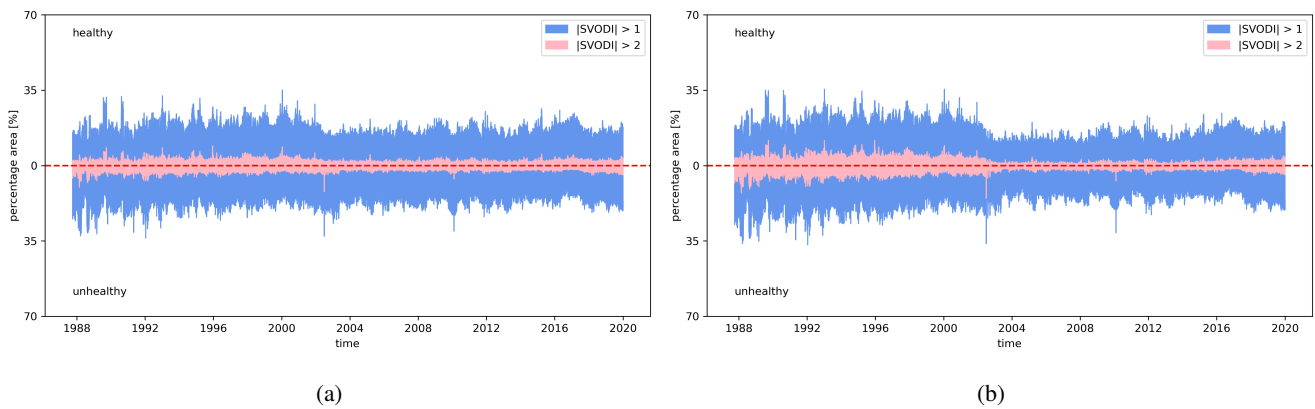 70
35
0
35
70
percentage area [%]
healthy
unhealthy
|SVODI| > 1
|SVODI| > 2
1988 1992 1996 2000 2004 2008 2012 2016 2020
time
(a)
70
35
0
35
70
percentage area [%]
healthy
unhealthy
|SVODI| > 1
|SVODI| > 2
1988 1992 1996 2000 2004 2008 2012 2016 2020
time
(b)